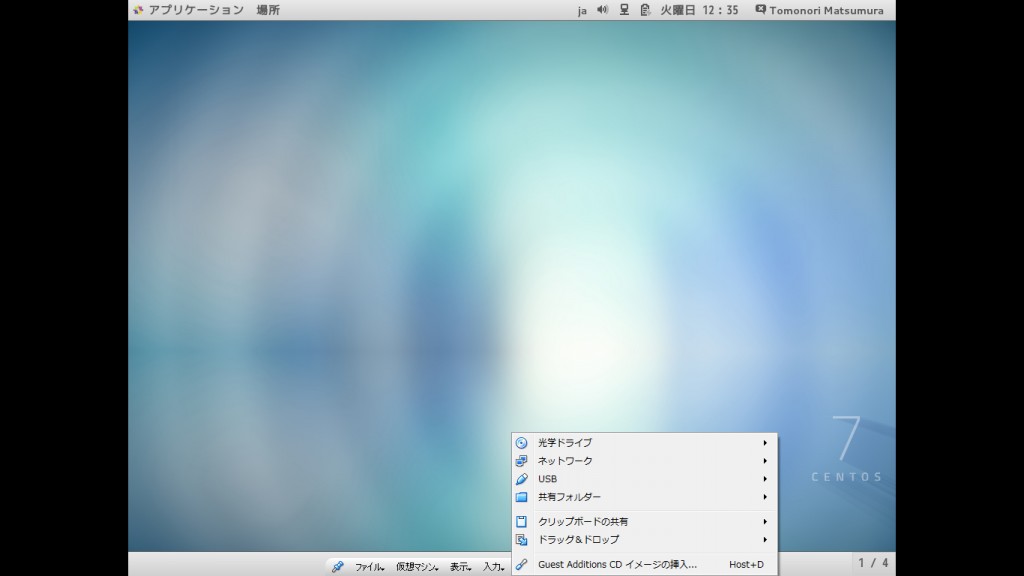 アプリケーション 場所 ja 火曜日 12:35 Tomonori Matsumura
7
CENTOS
光学ドライブ
ネットワーク
USB
共有フォルダー
クリップボードの共有
ドラッグ&ドロップ
Guest Additions CD イメージの挿入... Host+D
ファイル 仮想マシン 表示 入力 1 / 4